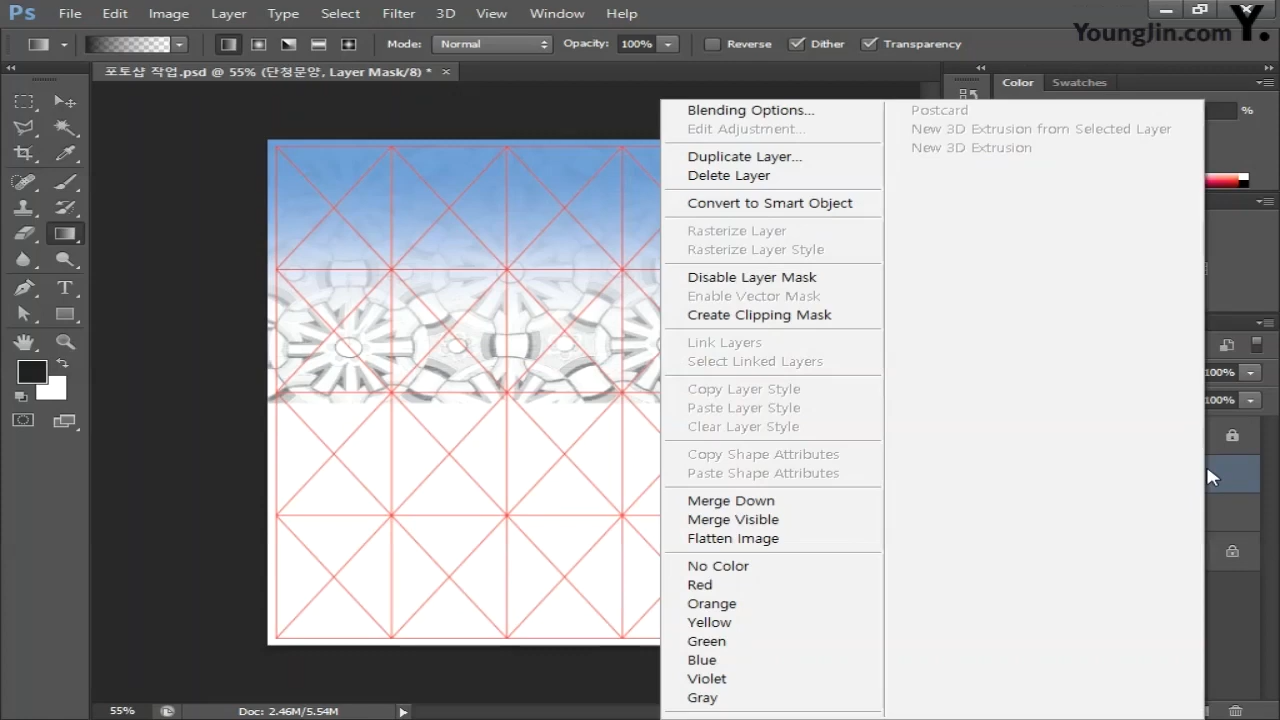 Ps File Edit Image Layer Type Select Filter 3D View Window Help
YoungJin.com Y.
Mode: Normal Opacity: 100% Reverse Dither Transparency
포토샵 작업.psd @ 55% (단청문양, Layer Mask/8) * ×
Color Swatches
%
Blending Options...
Edit Adjustment...
Duplicate Layer...
Delete Layer
Convert to Smart Object
Rasterize Layer
Rasterize Layer Style
Disable Layer Mask
Enable Vector Mask
Create Clipping Mask
Link Layers
Select Linked Layers
Copy Layer Style
Paste Layer Style
Clear Layer Style
Copy Shape Attributes
Paste Shape Attributes
Merge Down
Merge Visible
Flatten Image
No Color
Red
Orange
Yellow
Green
Blue
Violet
Gray
Postcard
New 3D Extrusion from Selected Layer
New 3D Extrusion
100%
100%
55% Doc: 2.46M/5.54M